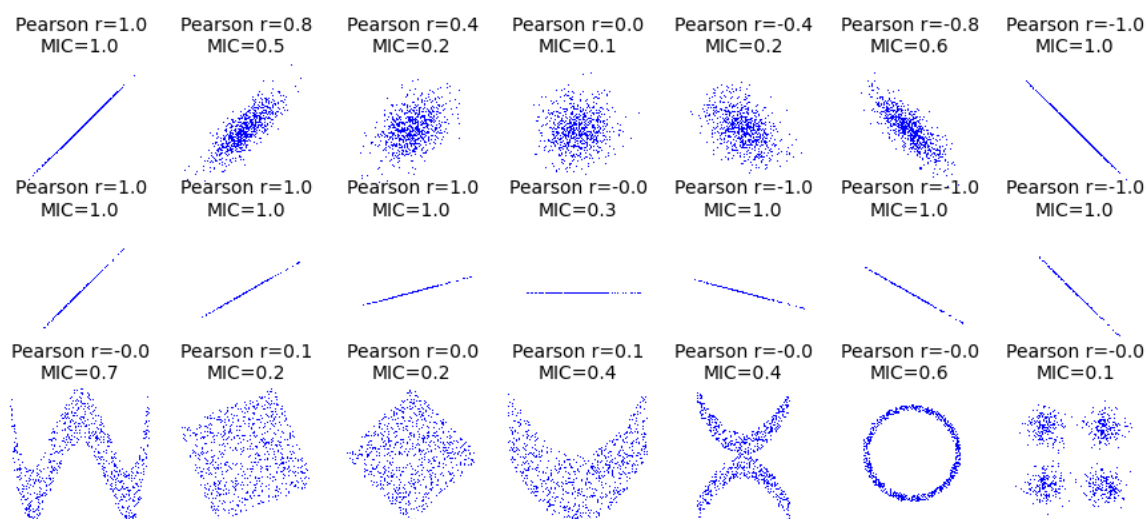 Pearson r=1.0 Pearson r=0.8 Pearson r=0.4 Pearson r=0.0 Pearson r=-0.4 Pearson r=-0.8 Pearson r=-1.0
MIC=1.0 MIC=0.5 MIC=0.2 MIC=0.1 MIC=0.2 MIC=0.6 MIC=1.0
Pearson r=1.0 Pearson r=1.0 Pearson r=1.0 Pearson r=-0.0 Pearson r=-1.0 Pearson r=-1.0 Pearson r=-1.0
MIC=1.0 MIC=1.0 MIC=1.0 MIC=0.3 MIC=1.0 MIC=1.0 MIC=1.0
Pearson r=-0.0 Pearson r=0.1 Pearson r=0.0 Pearson r=0.1 Pearson r=-0.0 Pearson r=-0.0 Pearson r=-0.0
MIC=0.7 MIC=0.2 MIC=0.2 MIC=0.4 MIC=0.4 MIC=0.6 MIC=0.1